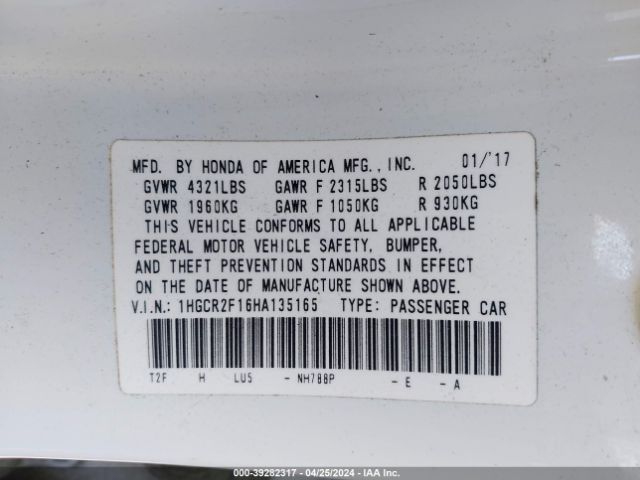 MFD. BY HONDA OF AMERICA MFG., INC. 01/'17
GVWR 4321LBS GAWR F 2315LBS R 2050LBS
GVWR 1960KG GAWR F 1050KG R 930KG
THIS VEHICLE CONFORMS TO ALL APPLICABLE
FEDERAL MOTOR VEHICLE SAFETY, BUMPER,
AND THEFT PREVENTION STANDARDS IN EFFECT
ON THE DATE OF MANUFACTURE SHOWN ABOVE.
V.I.N.: 1HGCR2F16HA135165 TYPE: PASSENGER CAR
T2F H LU5 - NH788P - E - A
000-39282317 - 04/25/2024 - IAAI.COM